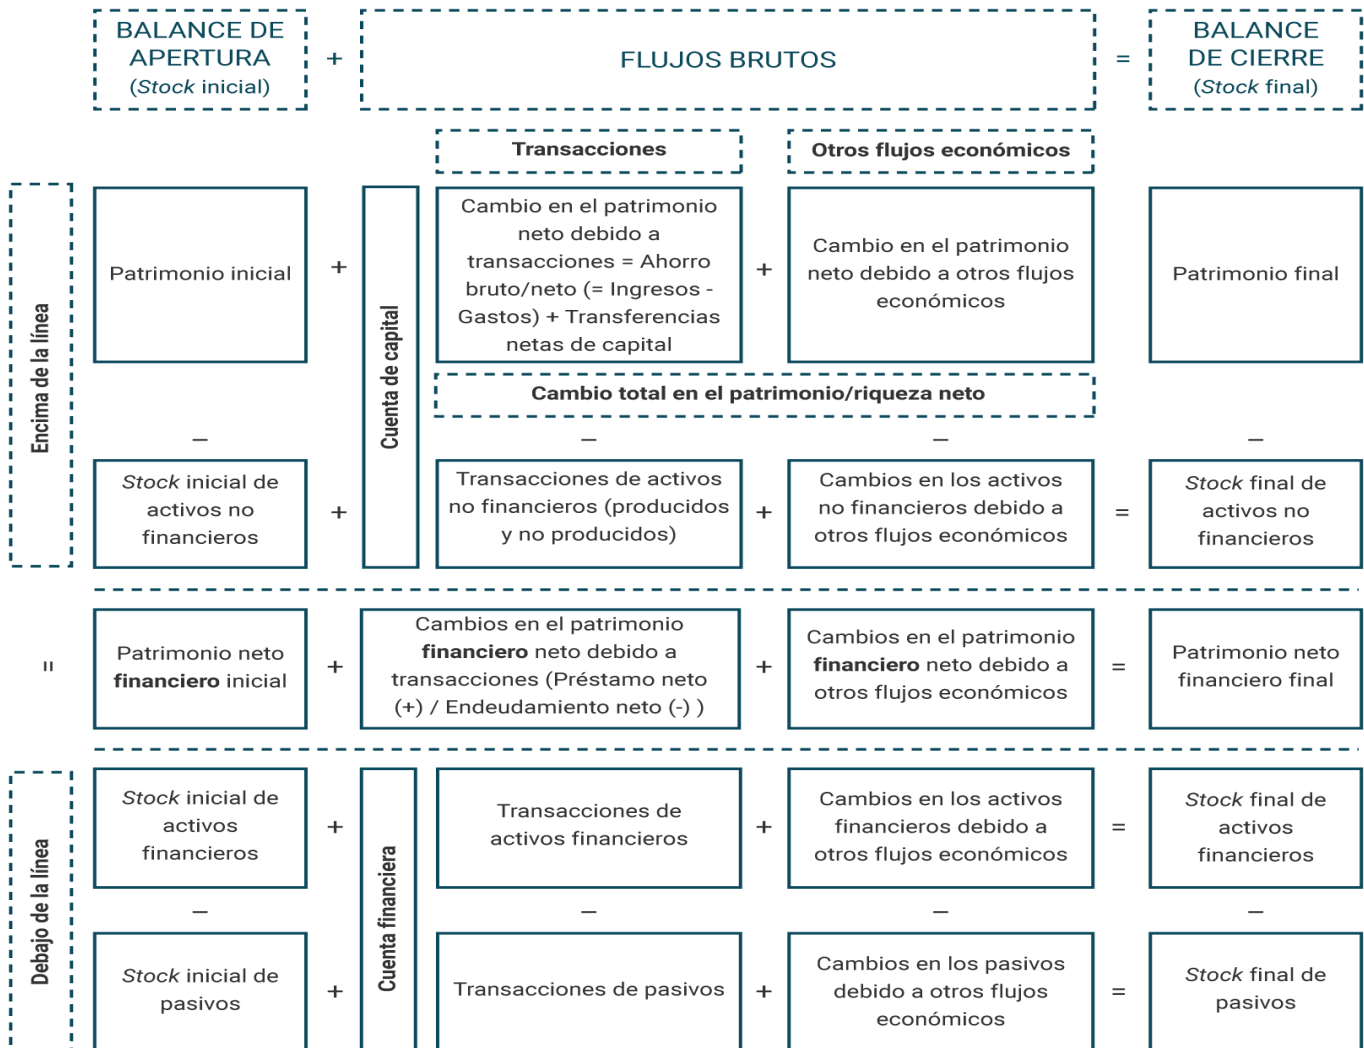 BALANCE DE
APERTURA
(Stock inicial)
+
FLUJOS BRUTOS
=
BALANCE
DE CIERRE
(Stock final)
Transacciones
Otros flujos económicos
Encima de la línea
Patrimonio inicial
+
Cuenta de capital
Cambio en el patrimonio
neto debido a
transacciones = Ahorro
bruto/neto (= Ingresos -
Gastos) + Transferencias
netas de capital
+
Cambio en el patrimonio
neto debido a otros flujos
económicos
Patrimonio final
Cambio total en el patrimonio/riqueza neto
– – – –
Stock inicial de
activos no
financieros
+
Transacciones de activos
no financieros (producidos
y no producidos)
+
Cambios en los activos
no financieros debido a
otros flujos económicos
=
Stock final de
activos no
financieros
=
Patrimonio neto
financiero inicial
+
Cambios en el patrimonio
financiero neto debido a
transacciones (Préstamo neto
(+) / Endeudamiento neto (-) )
+
Cambios en el patrimonio
financiero neto debido a
otros flujos económicos
=
Patrimonio neto
financiero final
Debajo de la línea
Stock inicial de
activos
financieros
+
Cuenta financiera
Transacciones de
activos financieros
+
Cambios en los activos
financieros debido a
otros flujos económicos
=
Stock final de
activos
financieros
– – – –
Stock inicial de
pasivos
+
Transacciones de pasivos
+
Cambios en los pasivos
debido a otros flujos
económicos
=
Stock final de
pasivos